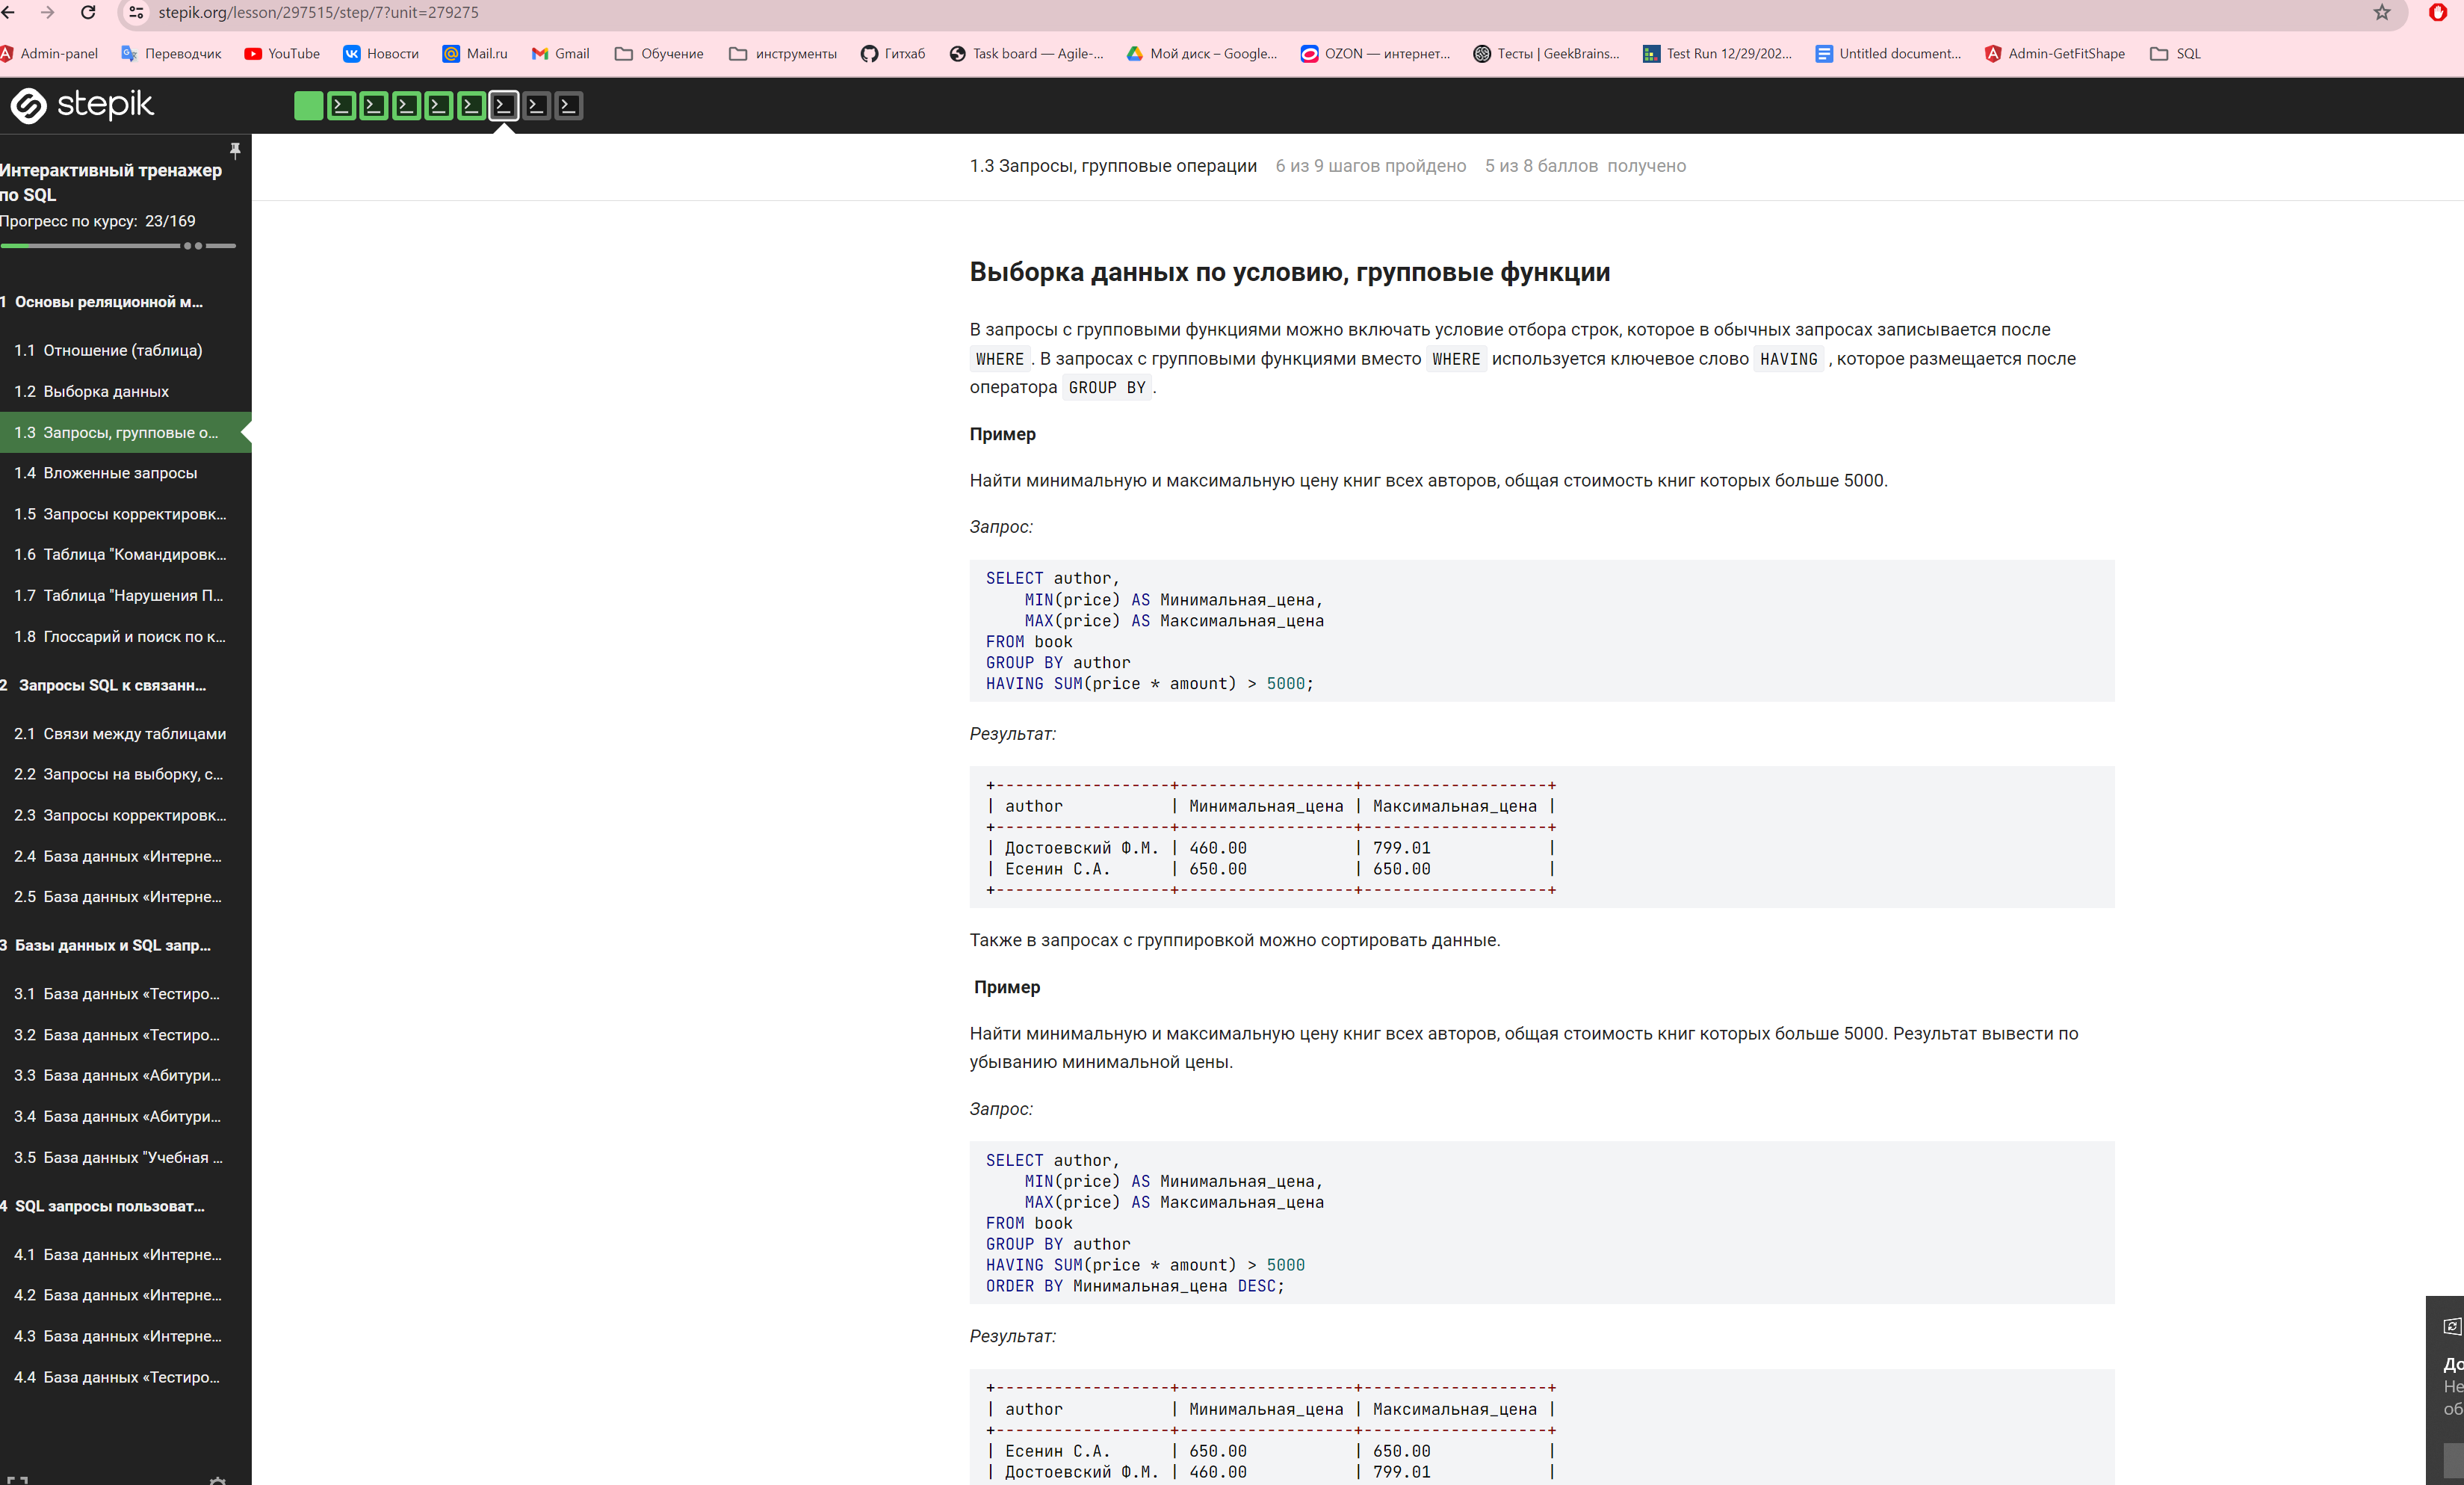 stepik.org/lesson/297515/step/7?unit=279275
Admin-panel Переводчик YouTube Новости Mail.ru Gmail Обучение инструменты Гитхаб Task board — Agile-... Мой диск – Google... OZON — интернет... Тесты | GeekBrains... Test Run 12/29/202... Untitled document... Admin-GetFitShape SQL
stepik
Интерактивный тренажер
по SQL
Прогресс по курсу: 23/169
1 Основы реляционной м...
1.1 Отношение (таблица)
1.2 Выборка данных
1.3 Запросы, групповые о...
1.4 Вложенные запросы
1.5 Запросы корректировк...
1.6 Таблица "Командировк...
1.7 Таблица "Нарушения П...
1.8 Глоссарий и поиск по к...
2 Запросы SQL к связанн...
2.1 Связи между таблицами
2.2 Запросы на выборку, с...
2.3 Запросы корректировк...
2.4 База данных «Интерне...
2.5 База данных «Интерне...
3 Базы данных и SQL запр...
3.1 База данных «Тестиро...
3.2 База данных «Тестиро...
3.3 База данных «Абитури...
3.4 База данных «Абитури...
3.5 База данных "Учебная ...
4 SQL запросы пользоват...
4.1 База данных «Интерне...
4.2 База данных «Интерне...
4.3 База данных «Интерне...
4.4 База данных «Тестиро...
1.3 Запросы, групповые операции 6 из 9 шагов пройдено 5 из 8 баллов получено
Выборка данных по условию, групповые функции
В запросы с групповыми функциями можно включать условие отбора строк, которое в обычных запросах записывается после
WHERE . В запросах с групповыми функциями вместо WHERE используется ключевое слово HAVING , которое размещается после
оператора GROUP BY .
Пример
Найти минимальную и максимальную цену книг всех авторов, общая стоимость книг которых больше 5000.
Запрос:
SELECT author,
    MIN(price) AS Минимальная_цена,
    MAX(price) AS Максимальная_цена
FROM book
GROUP BY author
HAVING SUM(price * amount) > 5000;
Результат:
+------------------+------------------+-------------------+
| author           | Минимальная_цена | Максимальная_цена |
+------------------+------------------+-------------------+
| Достоевский Ф.М. | 460.00           | 799.01            |
| Есенин С.А.      | 650.00           | 650.00            |
+------------------+------------------+-------------------+
Также в запросах с группировкой можно сортировать данные.
Пример
Найти минимальную и максимальную цену книг всех авторов, общая стоимость книг которых больше 5000. Результат вывести по
убыванию минимальной цены.
Запрос:
SELECT author,
    MIN(price) AS Минимальная_цена,
    MAX(price) AS Максимальная_цена
FROM book
GROUP BY author
HAVING SUM(price * amount) > 5000
ORDER BY Минимальная_цена DESC;
Результат:
+------------------+------------------+-------------------+
| author           | Минимальная_цена | Максимальная_цена |
+------------------+------------------+-------------------+
| Есенин С.А.      | 650.00           | 650.00            |
| Достоевский Ф.М. | 460.00           | 799.01            |